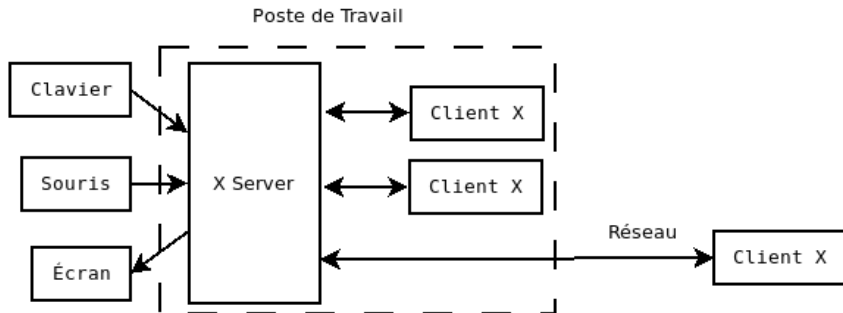 Poste de Travail
Clavier
Client X
Souris
X Server
Client X
Réseau
Écran
Client X